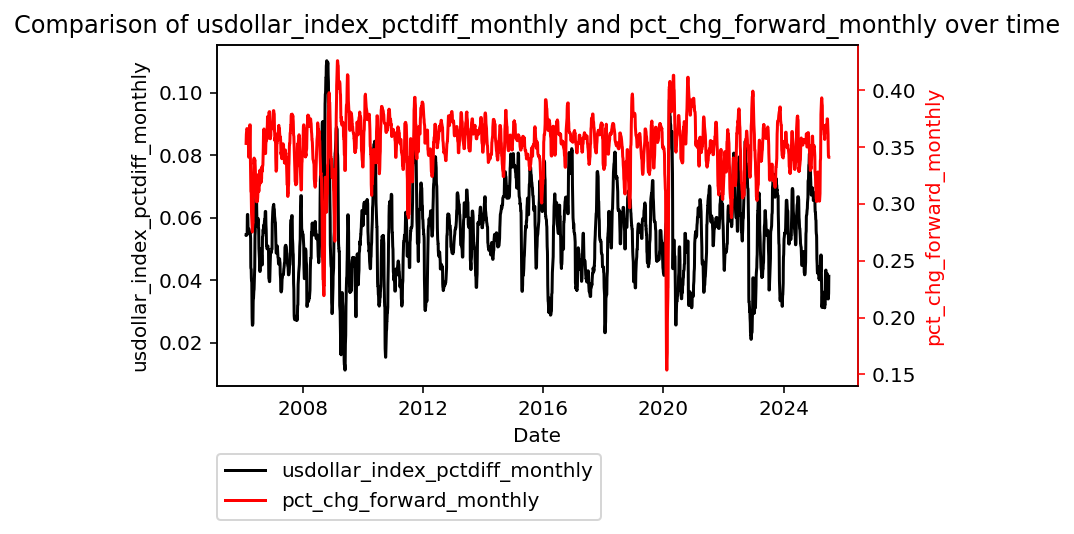 Comparison of usdollar_index_pctdiff_monthly and pct_chg_forward_monthly over time
usdollar_index_pctdiff_monthly
0.10
0.08
0.06
0.04
0.02
0.40
0.35
0.30
0.25
0.20
0.15
pct_chg_forward_monthly
2008
2012
2016
2020
2024
Date
usdollar_index_pctdiff_monthly
pct_chg_forward_monthly